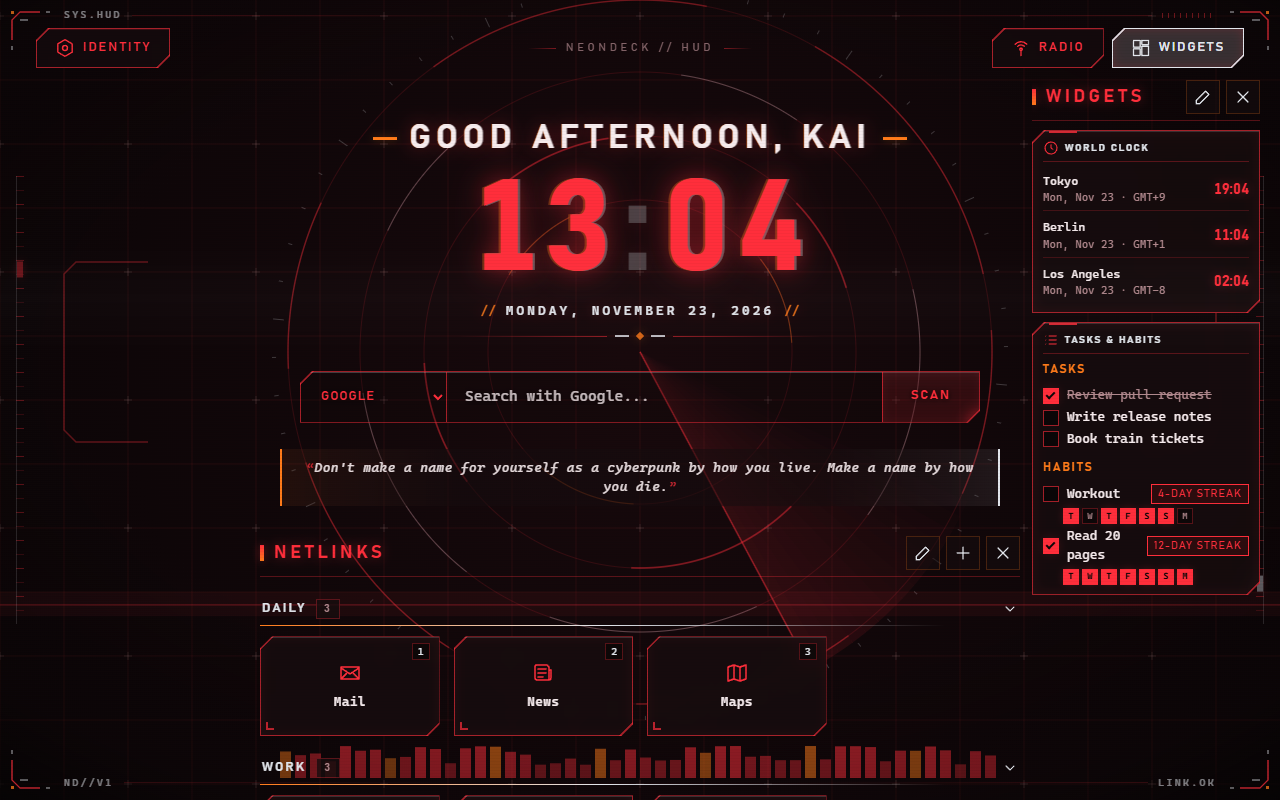 SYS.HUD
IDENTITY
NEONDECK // HUD
RADIO
WIDGETS
GOOD AFTERNOON, KAI
13:04
// MONDAY, NOVEMBER 23, 2026 //
GOOGLE
Search with Google...
SCAN
“Don't make a name for yourself as a cyberpunk by how you live. Make a name by how
you die.”
NETLINKS
DAILY 3
1
Mail
2
News
3
Maps
WORK 3
WIDGETS
WORLD CLOCK
Tokyo
19:04
Mon, Nov 23 · GMT+9
Berlin
11:04
Mon, Nov 23 · GMT+1
Los Angeles
02:04
Mon, Nov 23 · GMT−8
TASKS & HABITS
TASKS
Review pull request
Write release notes
Book train tickets
HABITS
Workout
4-DAY STREAK
T W T F S S M
Read 20
pages
12-DAY STREAK
T W T F S S M
ND//V1
LINK.OK